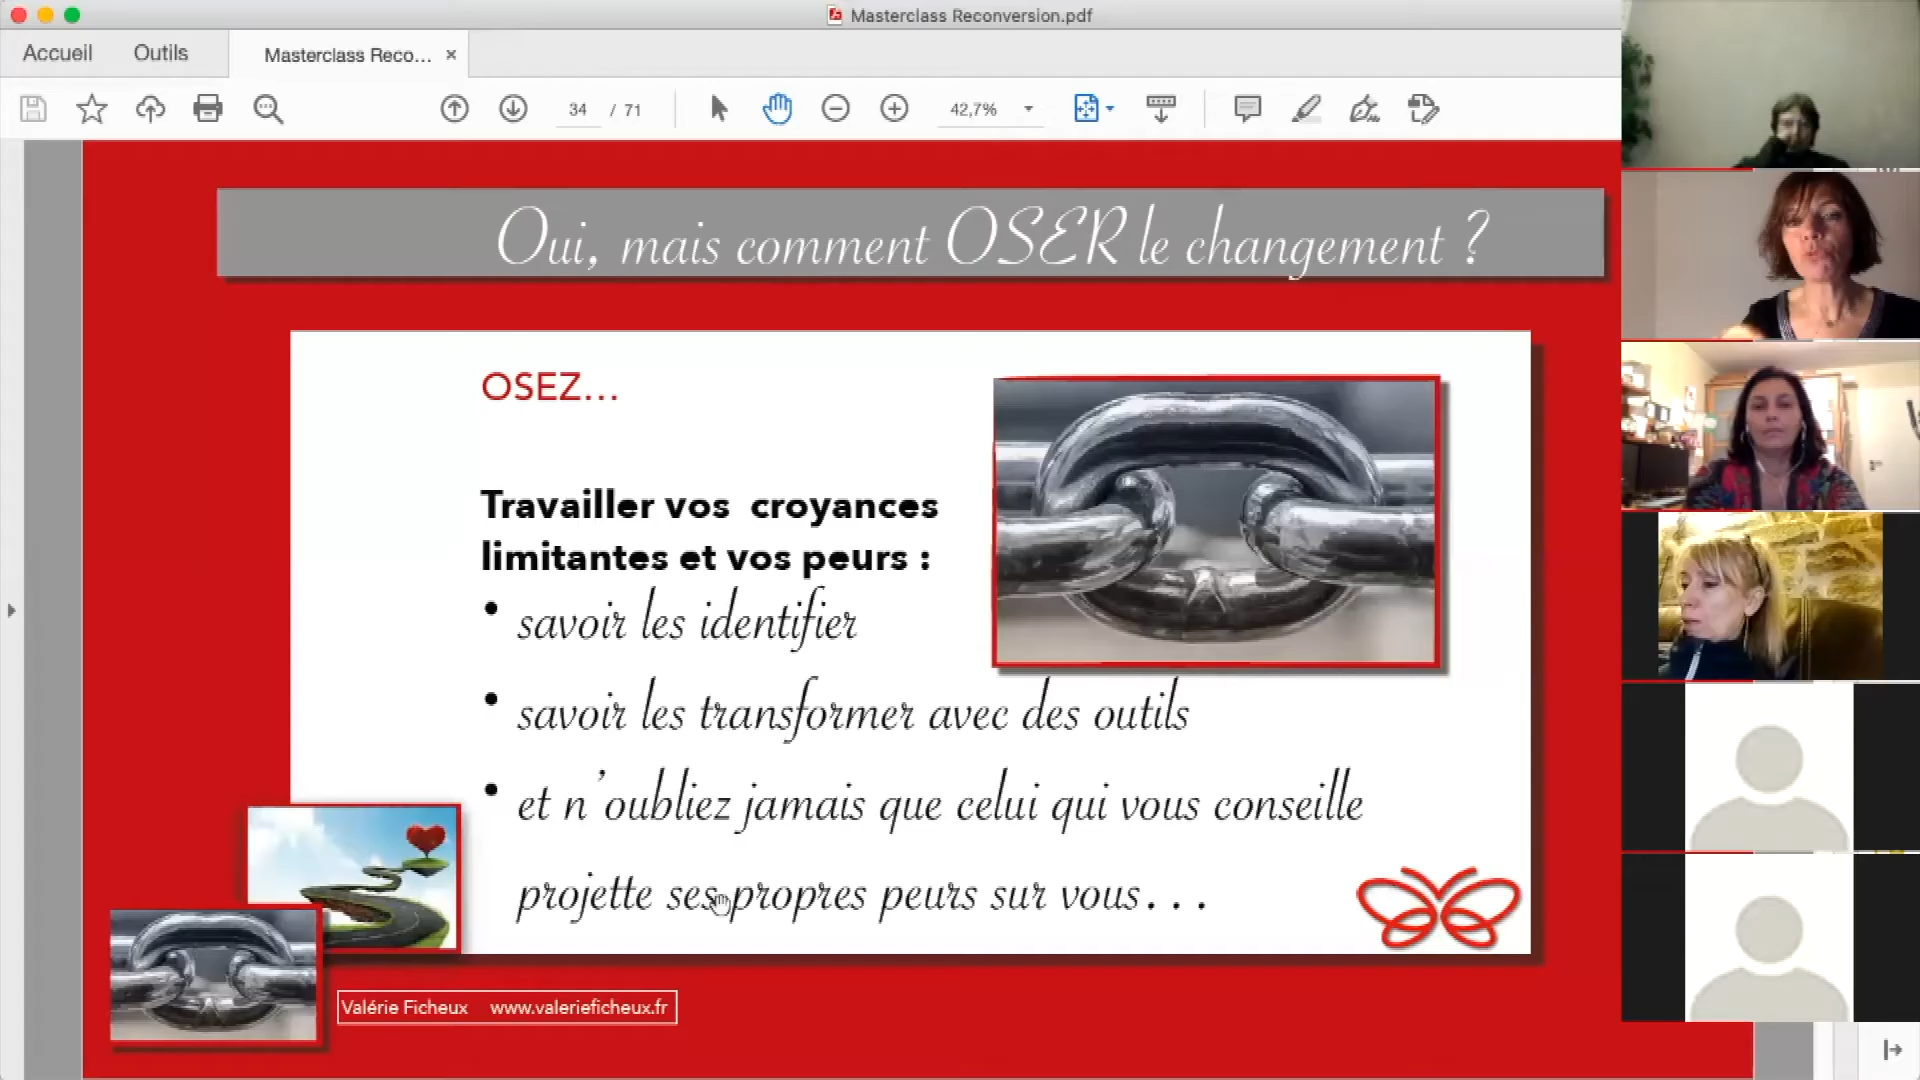 Masterclass Reconversion.pdf
Accueil
Outils
Masterclass Reco...
34 / 71
42,7%
Oui, mais comment OSER le changement ?
OSEZ...
Travailler vos croyances
limitantes et vos peurs :
• savoir les identifier
• savoir les transformer avec des outils
• et n'oubliez jamais que celui qui vous conseille
projette ses propres peurs sur vous...
Valérie Ficheux www.valerieficheux.fr